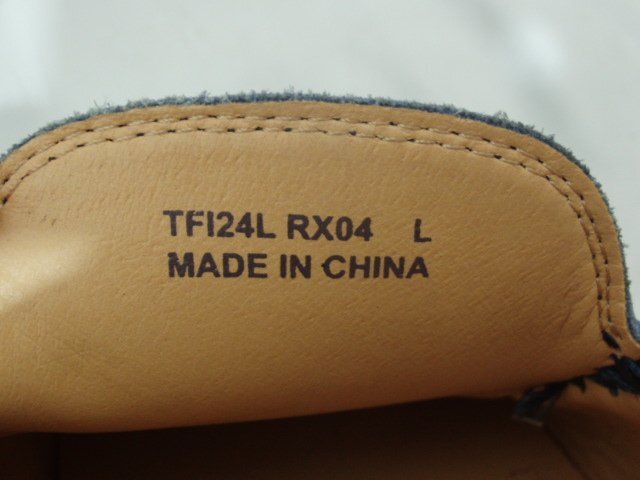 TFI24L RX04 L
MADE IN CHINA